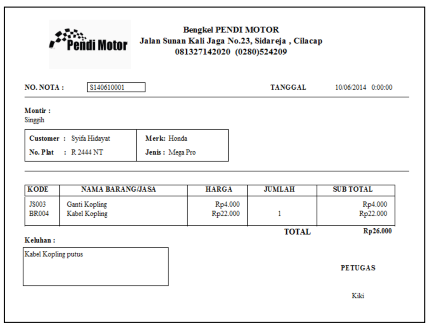 Pendi Motor
Bengkel PENDI MOTOR
Jalan Sunan Kali Jaga No.23, Sidareja , Cilacap
081327142020 (0280)524209
NO. NOTA : S140610001 TANGGAL 10/06/2014 0:00:00
Montir :
Singgih
Customer : Syifa Hidayat Merk: Honda
No. Plat : R 2444 NT Jenis : Mega Pro
KODE NAMA BARANG/JASA HARGA JUMLAH SUB TOTAL
JS003 Ganti Kopling Rp4.000 Rp4.000
BR004 Kabel Kopling Rp22.000 1 Rp22.000
TOTAL Rp26.000
Keluhan :
Kabel Kopling putus
PETUGAS
Kiki